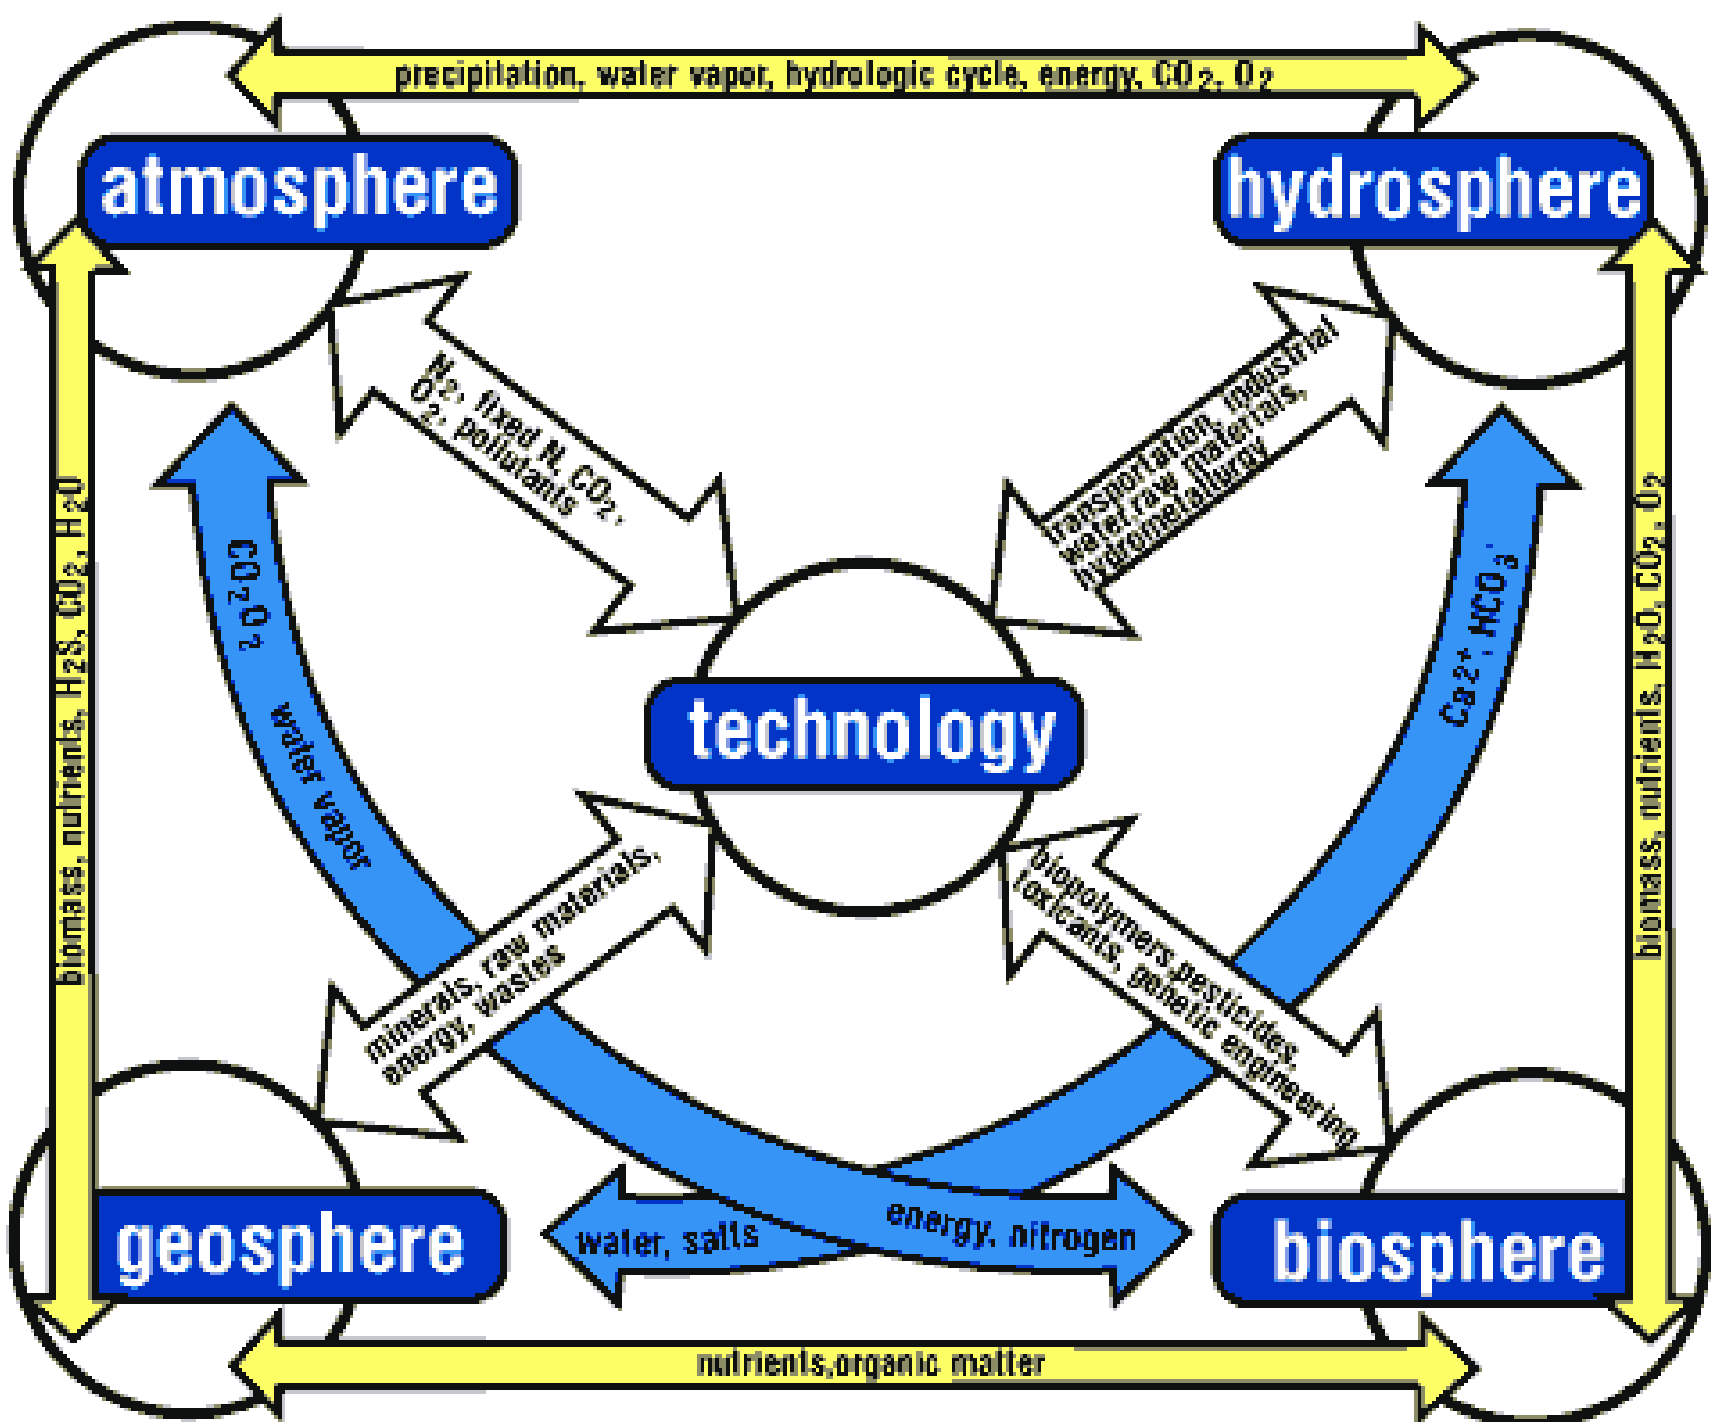 precipitation, water vapor, hydrologic cycle, energy, CO2, O2
atmosphere
hydrosphere
N2, fixed N, CO2,
O2, pollutants
transportation, industrial
water, raw materials,
hydrometallurgy
biomass, nutrients, H2S, CO2, H2O
CO2O2
water vapor
technology
Ca2+, HCO3-
biomass, nutrients, H2O, CO2, O2
minerals, raw materials,
energy, wastes
biopolymers,pesticides,
toxicants, genetic engineering
geosphere
water, salts
energy, nitrogen
biosphere
nutrients,organic matter